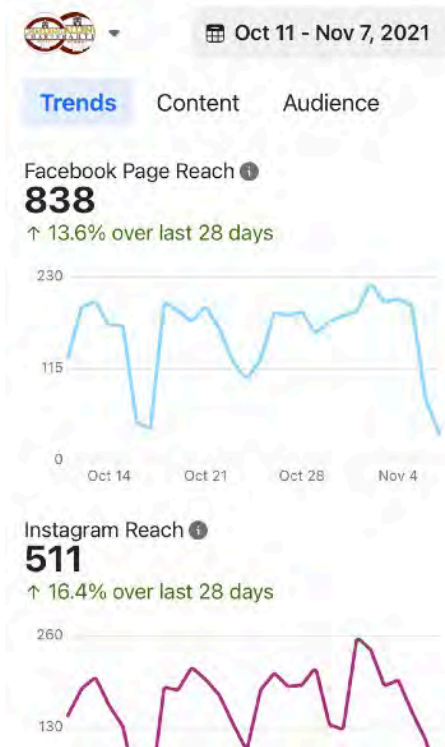 Oct 11 - Nov 7, 2021
Trends Content Audience
Facebook Page Reach
838
↑ 13.6% over last 28 days
230
115
0
Oct 14 Oct 21 Oct 28 Nov 4
Instagram Reach
511
↑ 16.4% over last 28 days
260
130